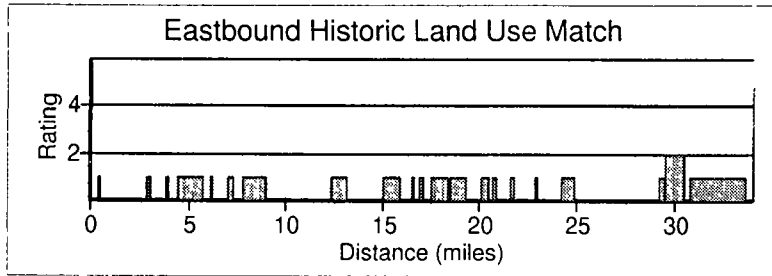 Eastbound Historic Land Use Match
Rating
4
2
0 5 10 15 20 25 30
Distance (miles)